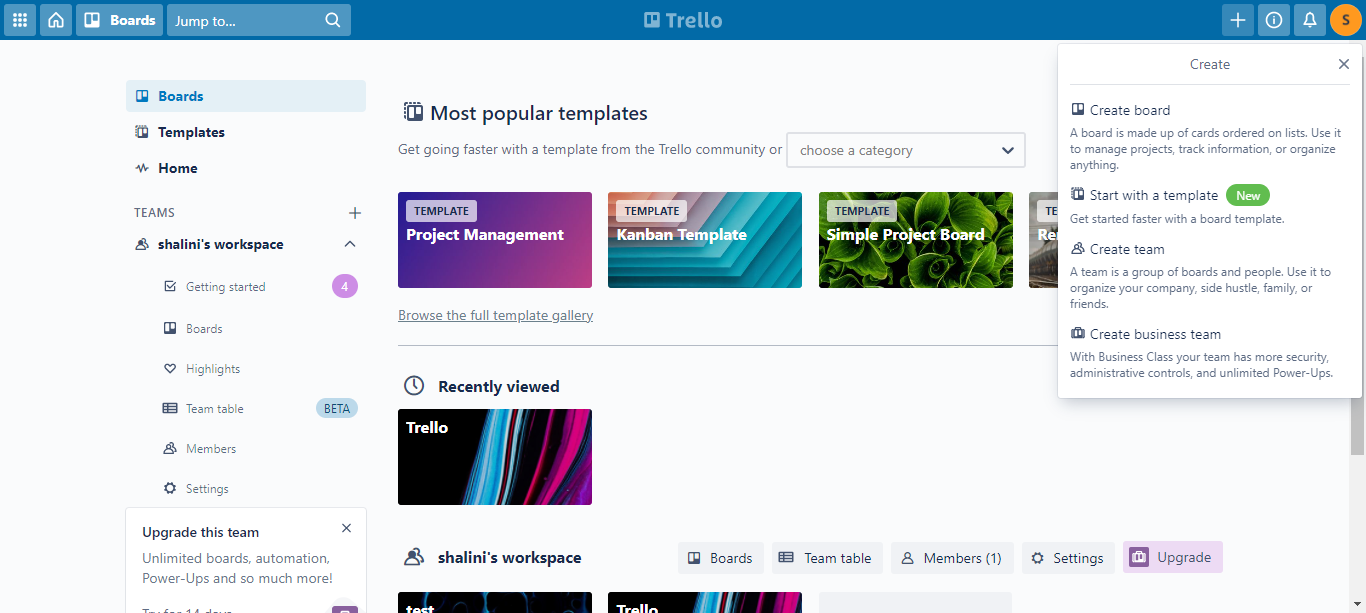 Boards
Jump to...
Trello
S
Boards
Templates
Home
TEAMS
shalini's workspace
Getting started
4
Boards
Highlights
Team table
BETA
Members
Settings
Upgrade this team
Unlimited boards, automation,
Power-Ups and so much more!
Try for 14 days
Most popular templates
Get going faster with a template from the Trello community or
choose a category
TEMPLATE
Project Management
TEMPLATE
Kanban Template
TEMPLATE
Simple Project Board
TE
Browse the full template gallery
Recently viewed
Trello
shalini's workspace
Boards
Team table
Members (1)
Settings
Upgrade
test
Trello
Create
Create board
A board is made up of cards ordered on lists. Use it
to manage projects, track information, or organize
anything.
Start with a template
New
Get started faster with a board template.
Create team
A team is a group of boards and people. Use it to
organize your company, side hustle, family, or
friends.
Create business team
With Business Class your team has more security,
administrative controls, and unlimited Power-Ups.